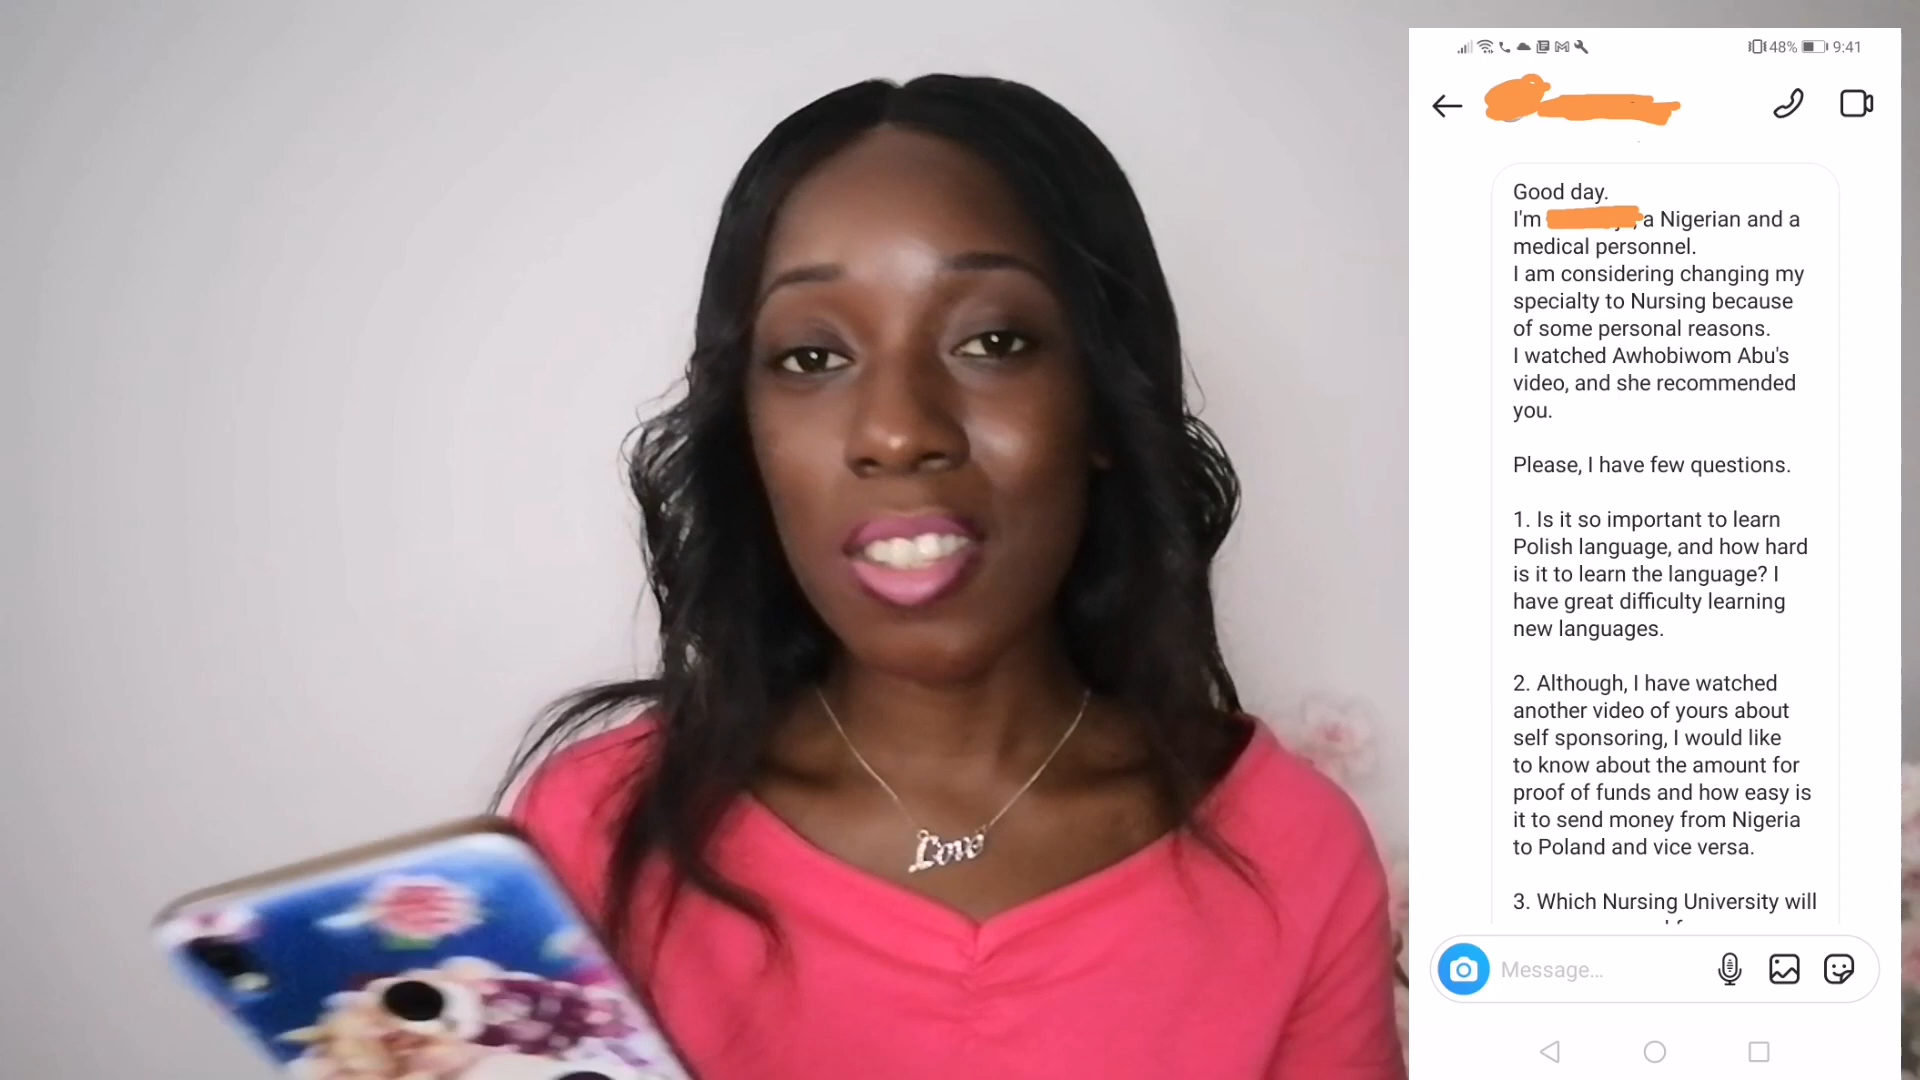 48% 9:41
Good day.
I'm a Nigerian and a
medical personnel.
I am considering changing my
specialty to Nursing because
of some personal reasons.
I watched Awhobiwom Abu's
video, and she recommended
you.
Please, I have few questions.
1. Is it so important to learn
Polish language, and how hard
is it to learn the language? I
have great difficulty learning
new languages.
2. Although, I have watched
another video of yours about
self sponsoring, I would like
to know about the amount for
proof of funds and how easy is
it to send money from Nigeria
to Poland and vice versa.
3. Which Nursing University will
Message...
Love